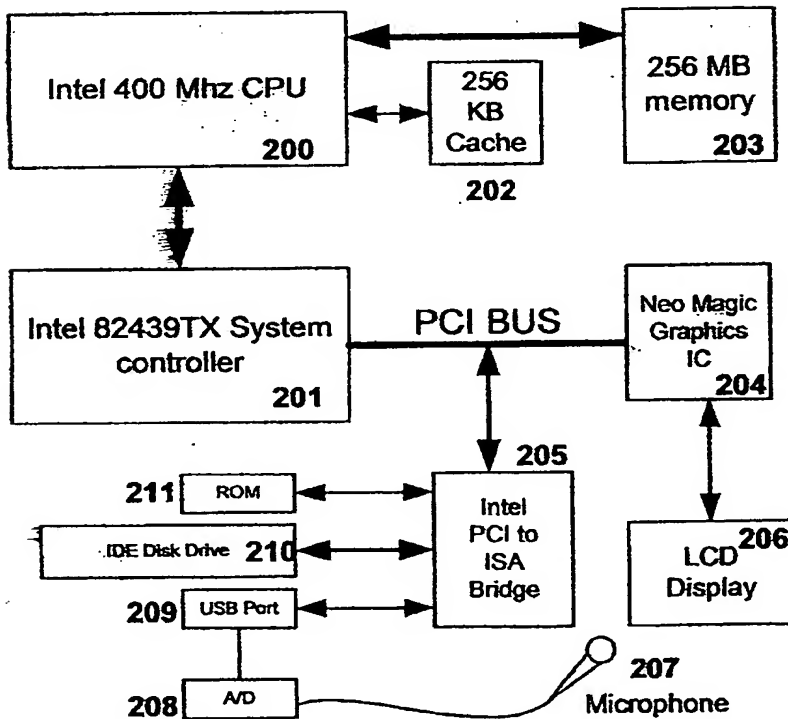 Intel 400 Mhz CPU
200
256
KB
Cache
202
256 MB
memory
203
Intel 82439TX System
controller
201
PCI BUS
Neo Magic
Graphics
IC
204
205
Intel
PCI to
ISA
Bridge
206
LCD
Display
211
ROM
IDE Disk Drive
210
209
USB Port
208
A/D
207
Microphone